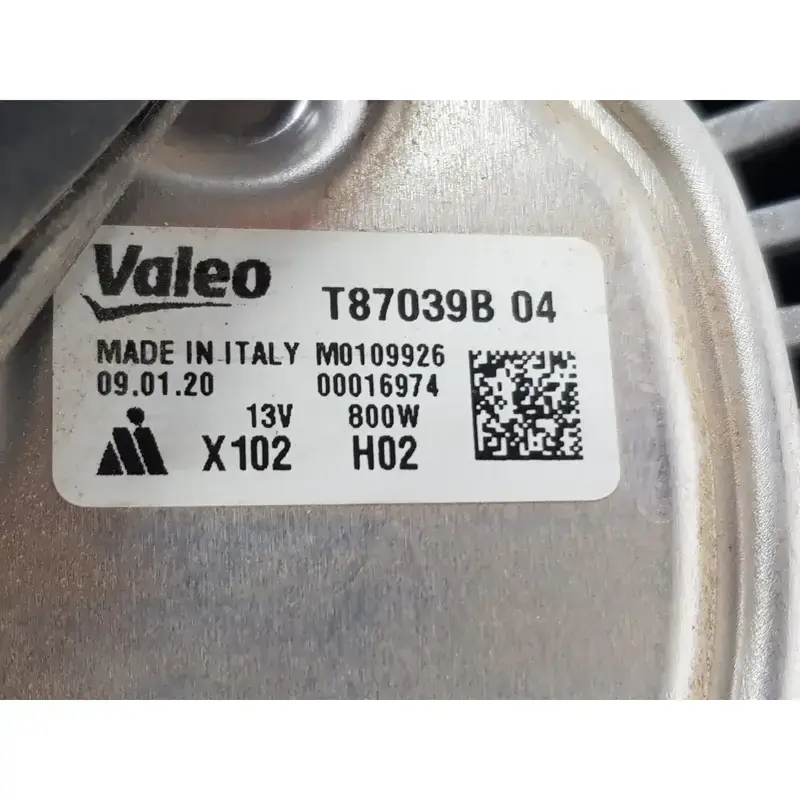 Valeo
T87039B 04
MADE IN ITALY M0109926
09.01.20 00016974
13V 800W
X102 H02